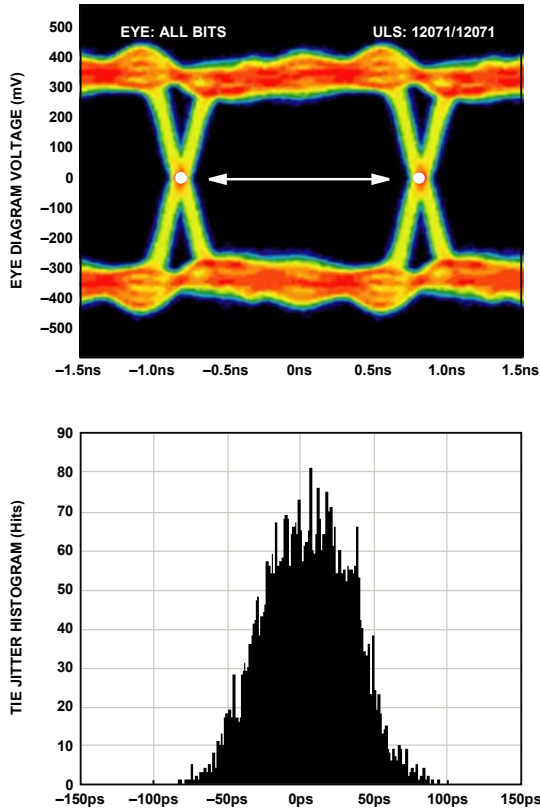 EYE: ALL BITS
ULS: 12071/12071
EYE DIAGRAM VOLTAGE (mV)
500
400
300
200
100
0
–100
–200
–300
–400
–500
–1.5ns
–1.0ns
–0.5ns
0ns
0.5ns
1.0ns
1.5ns
TIE JITTER HISTOGRAM (Hits)
90
80
70
60
50
40
30
20
10
0
–150ps
–100ps
–50ps
0ps
50ps
100ps
150ps